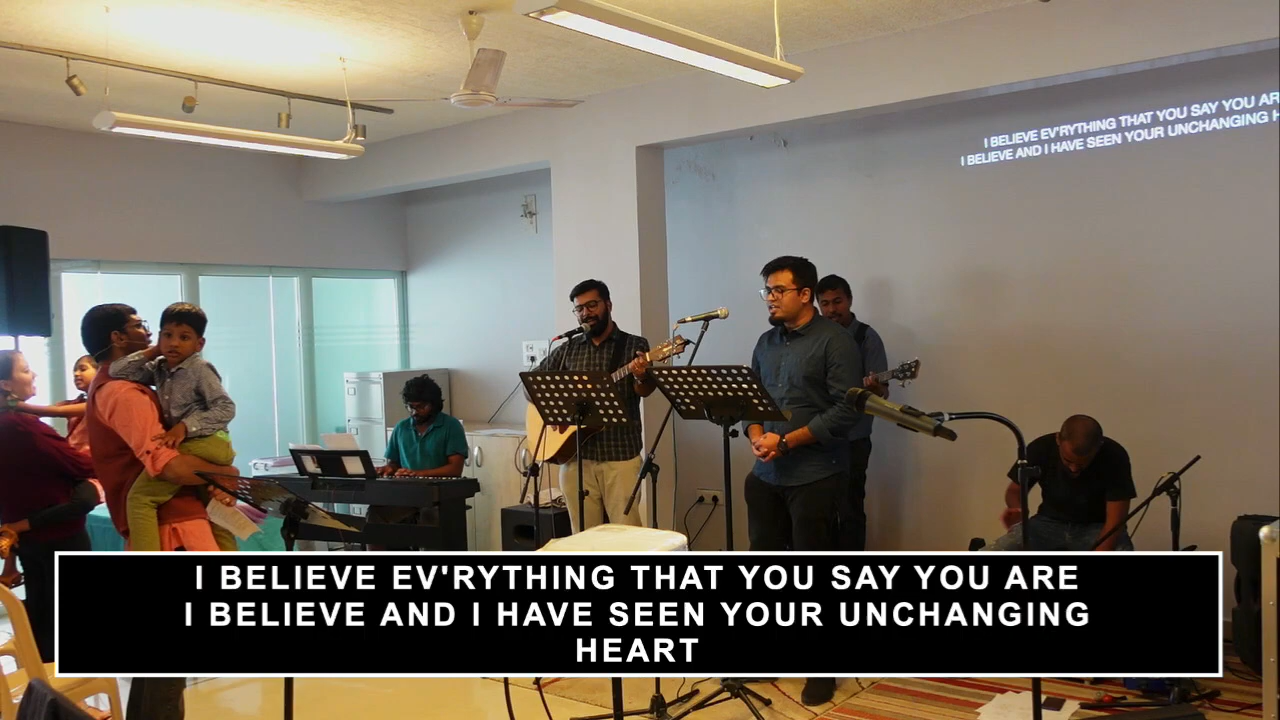 I BELIEVE EV'RYTHING THAT YOU SAY YOU AR
I BELIEVE AND I HAVE SEEN YOUR UNCHANGING H
I BELIEVE EV'RYTHING THAT YOU SAY YOU ARE
I BELIEVE AND I HAVE SEEN YOUR UNCHANGING
HEART